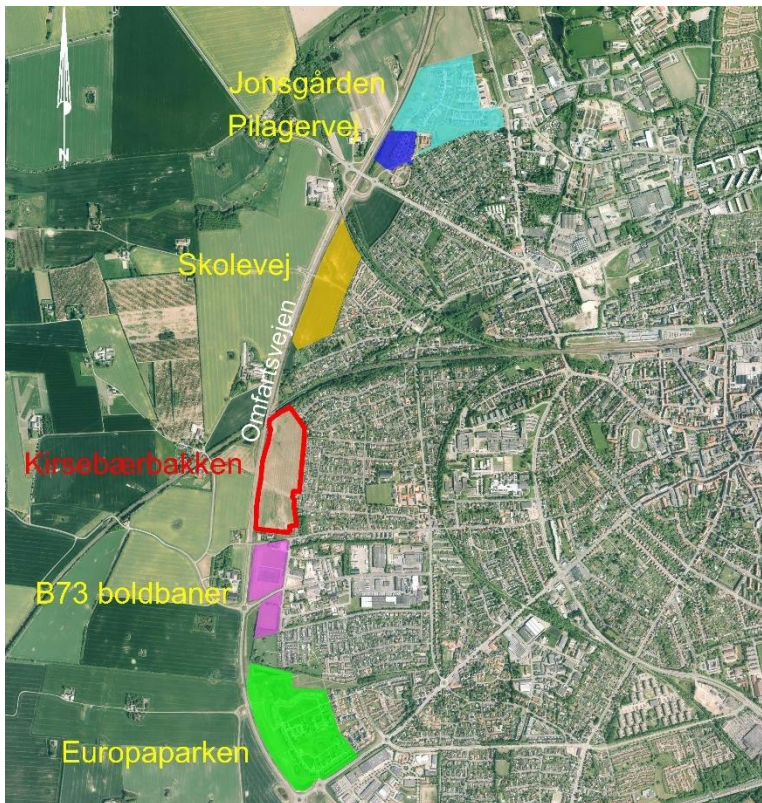 N
Jonsgården
Pilagervej
Skolevej
Omfartsvejen
Kirsebærbakken
B73 boldbaner
Europaparken